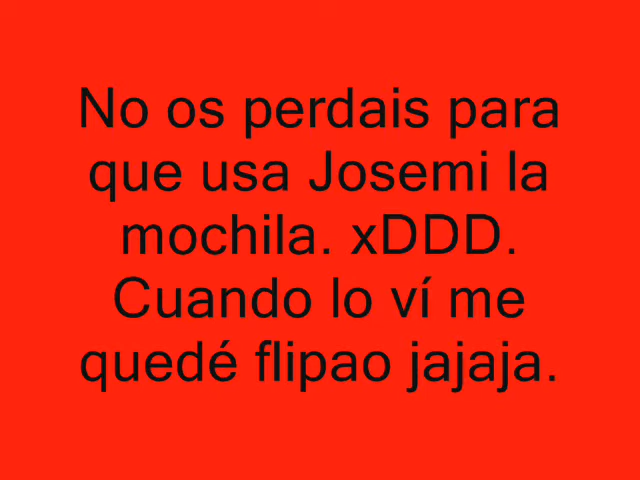 No os perdais para
que usa Josemi la
mochila. xDDD.
Cuando lo ví me
quedé flipao jajaja.